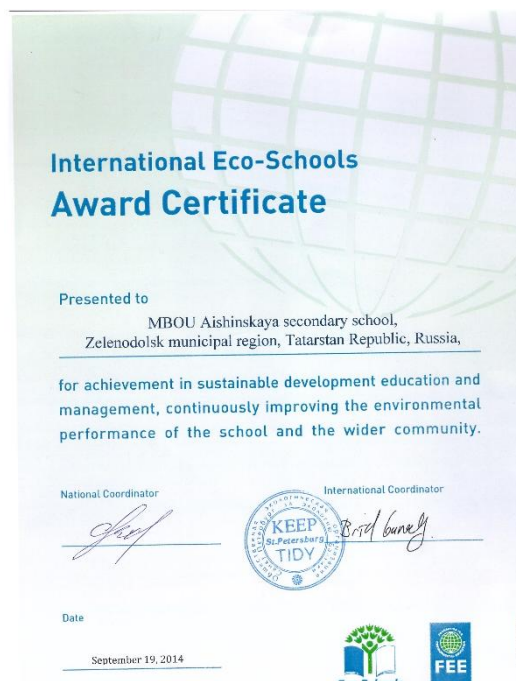 International Eco-Schools
Award Certificate
Presented to
MBOU Aishinskaya secondary school,
Zelenodolsk municipal region, Tatarstan Republic, Russia,
for achievement in sustainable development education and
management, continuously improving the environmental
performance of the school and the wider community.
National Coordinator
International Coordinator
KEEP
St.Petersburg
TIDY
Date
September 19, 2014
FEE